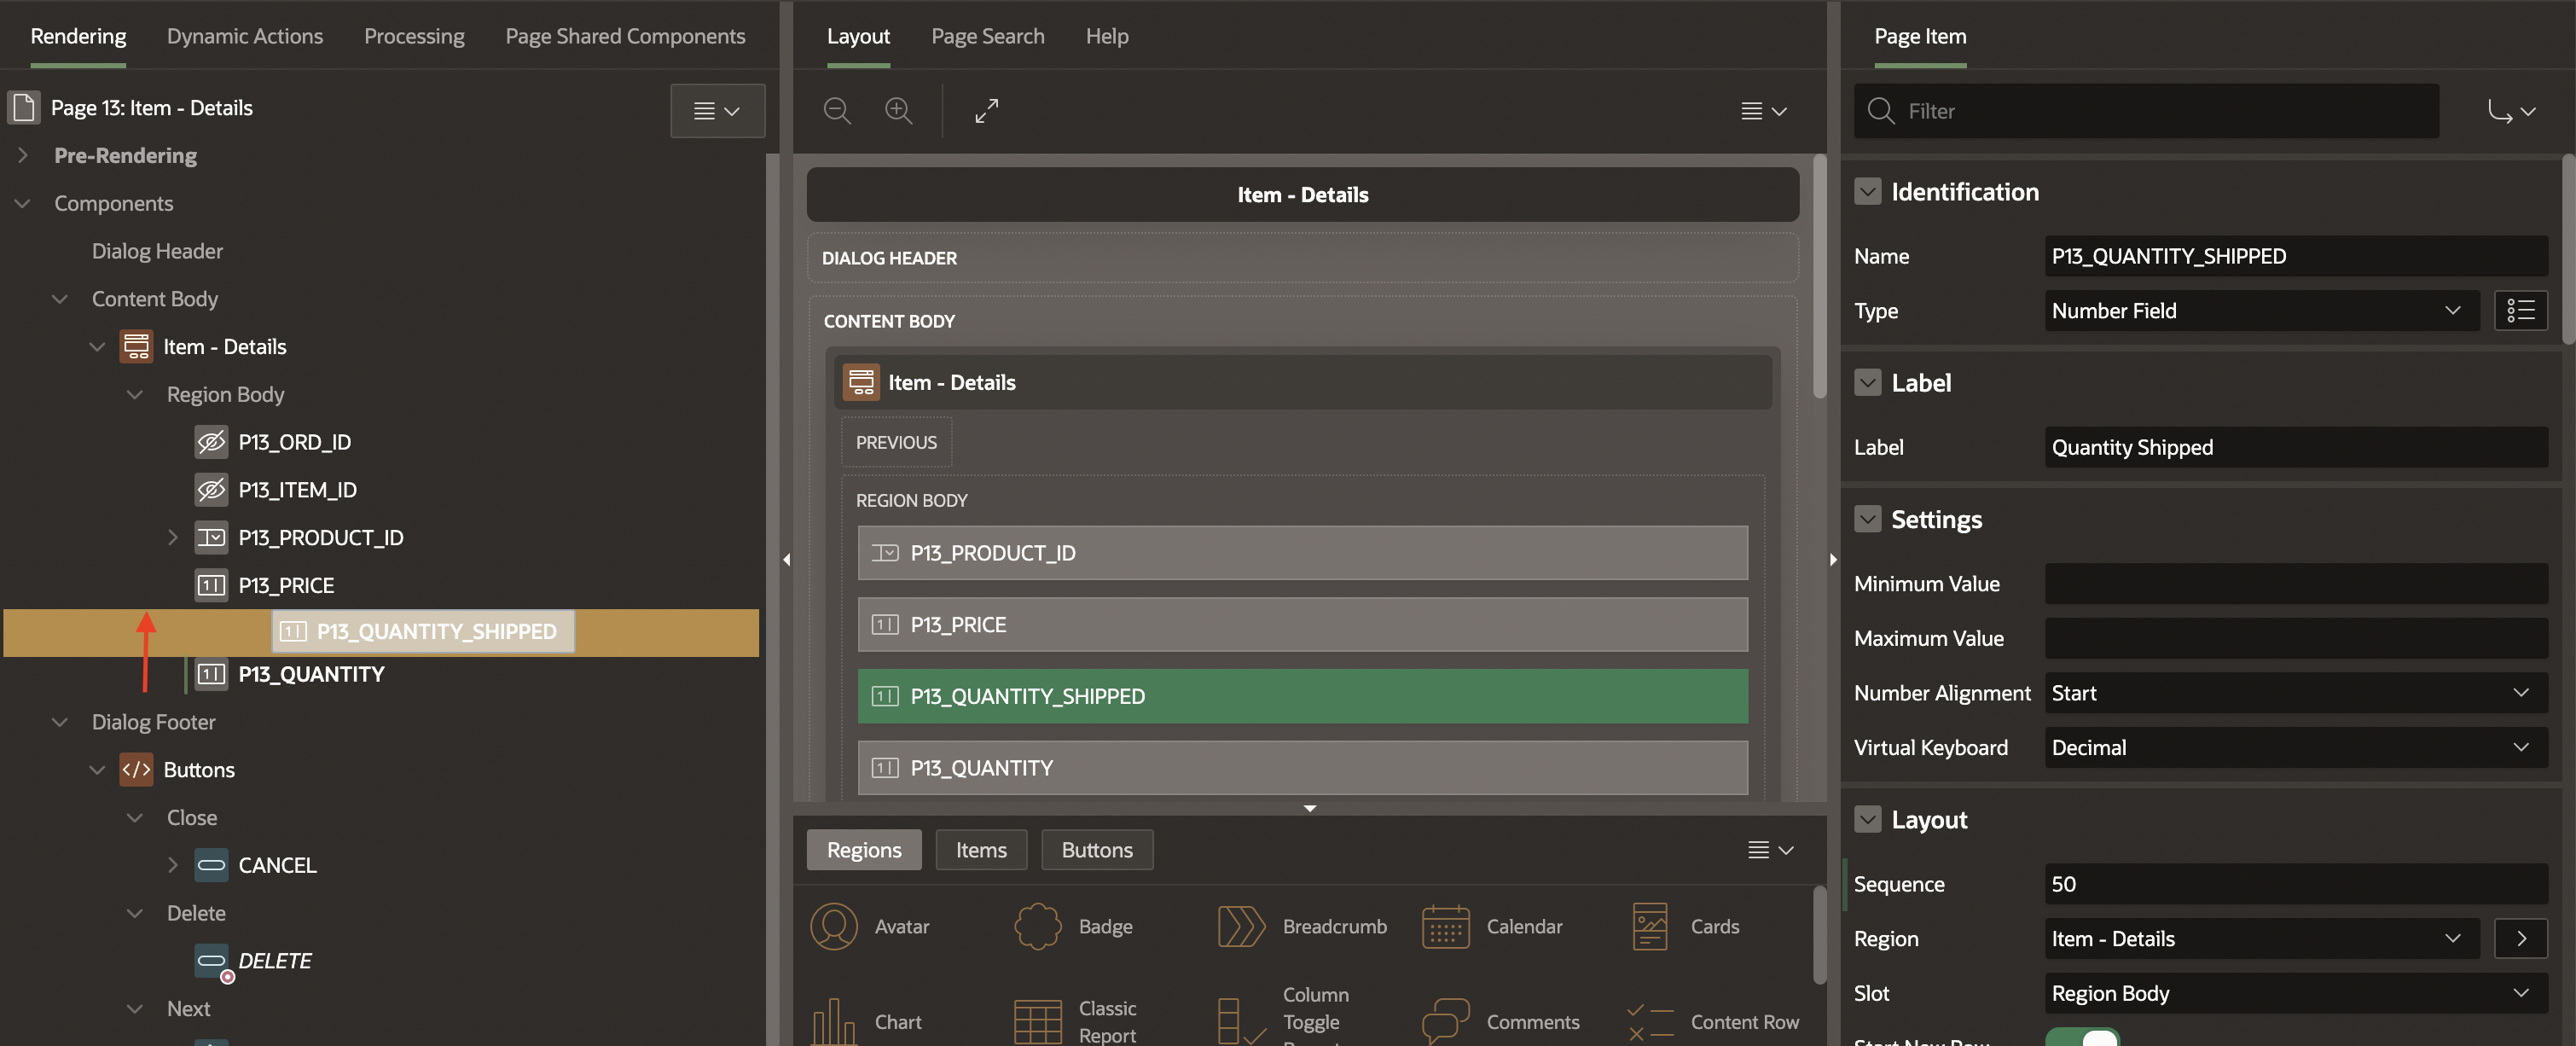 Rendering
Dynamic Actions
Processing
Page Shared Components
Page 13: Item - Details
Pre-Rendering
Components
Dialog Header
Content Body
Item - Details
Region Body
P13_ORD_ID
P13_ITEM_ID
P13_PRODUCT_ID
P13_PRICE
P13_QUANTITY_SHIPPED
P13_QUANTITY
Dialog Footer
Buttons
Close
CANCEL
Delete
DELETE
Next
Layout
Page Search
Help
Item - Details
DIALOG HEADER
CONTENT BODY
Item - Details
PREVIOUS
REGION BODY
P13_PRODUCT_ID
P13_PRICE
P13_QUANTITY_SHIPPED
P13_QUANTITY
Regions
Items
Buttons
Avatar
Badge
Breadcrumb
Calendar
Cards
Chart
Classic
Report
Column
Toggle
Comments
Content Row
Page Item
Filter
Identification
Name
P13_QUANTITY_SHIPPED
Type
Number Field
Label
Label
Quantity Shipped
Settings
Minimum Value
Maximum Value
Number Alignment
Start
Virtual Keyboard
Decimal
Layout
Sequence
50
Region
Item - Details
Slot
Region Body